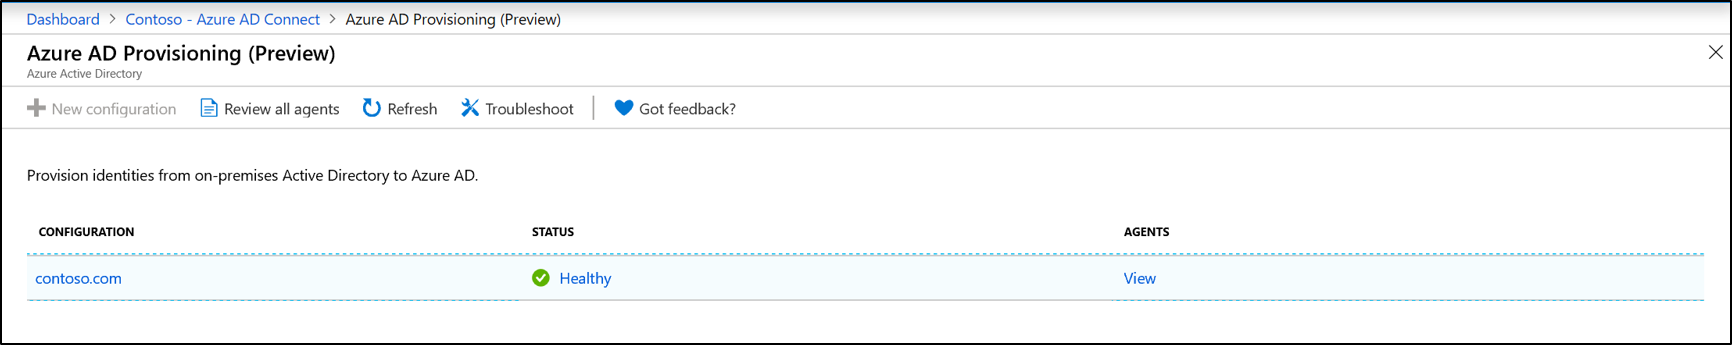 Dashboard > Contoso - Azure AD Connect > Azure AD Provisioning (Preview)
Azure AD Provisioning (Preview)
Azure Active Directory
New configuration Review all agents Refresh Troubleshoot Got feedback?
Provision identities from on-premises Active Directory to Azure AD.
CONFIGURATION STATUS AGENTS
contoso.com Healthy View